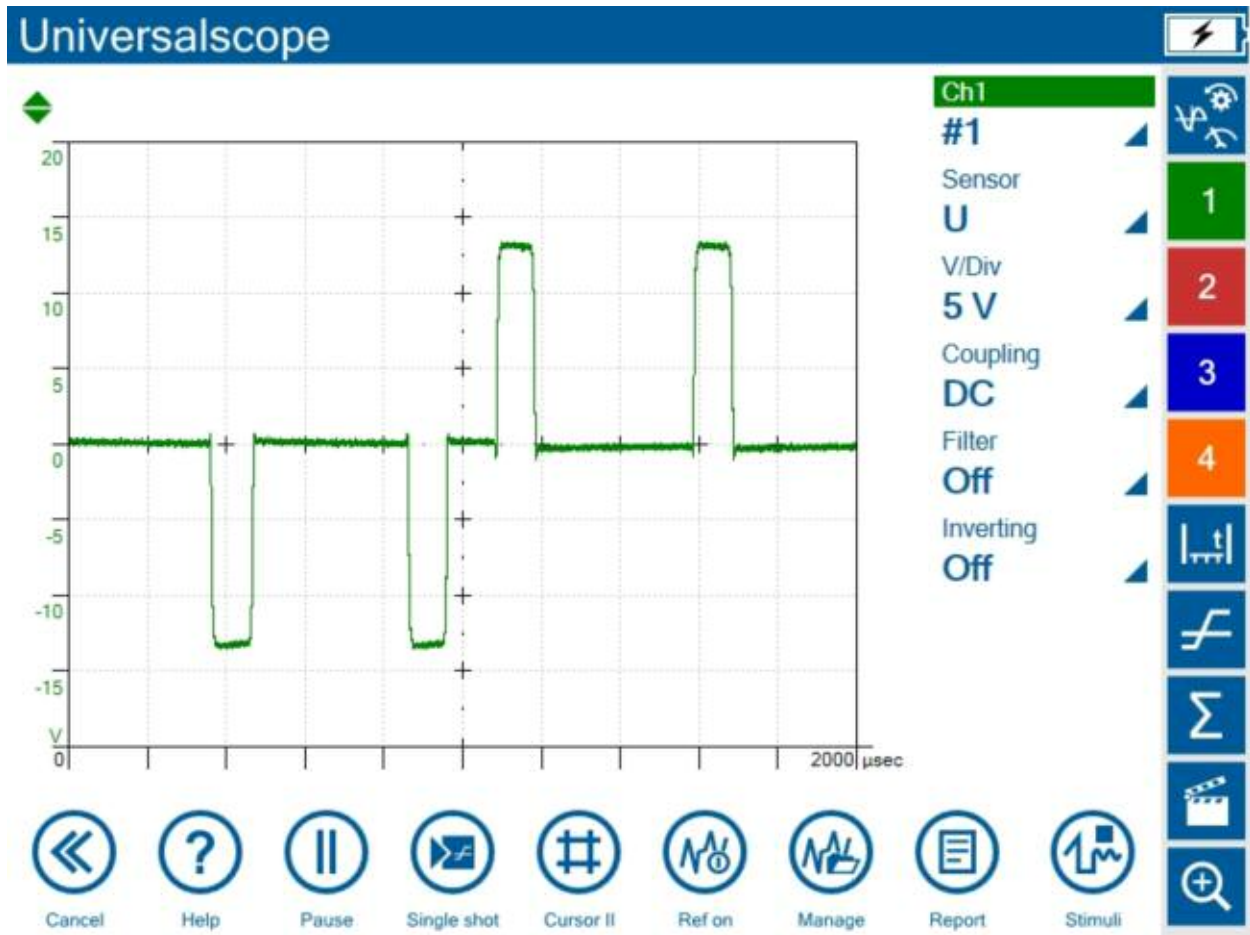 Universalscope
Ch1
#1
Sensor
U
V/Div
5 V
Coupling
DC
Filter
Off
Inverting
Off
1
2
3
4
t
Σ
20
15
10
5
0
-5
-10
-15
V
0
2000 µsec
Cancel
Help
Pause
Single shot
Cursor II
Ref on
Manage
Report
Stimuli